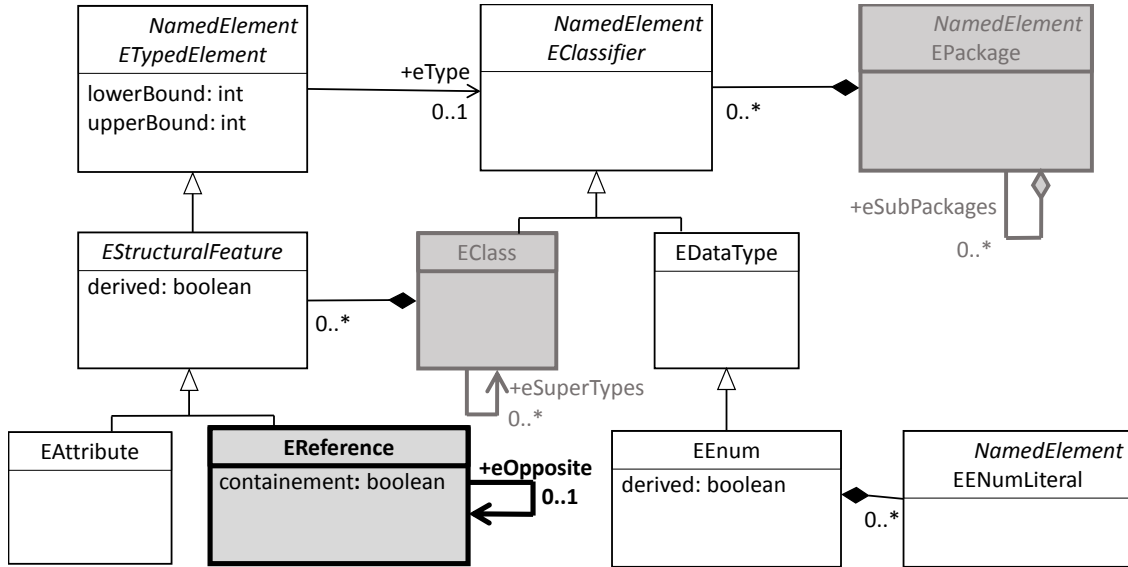 NamedElement
ETypedElement
lowerBound: int
upperBound: int
+eType
0..1
NamedElement
EClassifier
0..*
NamedElement
EPackage
+eSubPackages
0..*
EStructuralFeature
derived: boolean
0..*
EClass
+eSuperTypes
0..*
EDataType
EAttribute
EReference
containement: boolean
+eOpposite
0..1
EEnum
derived: boolean
0..*
NamedElement
EENumLiteral